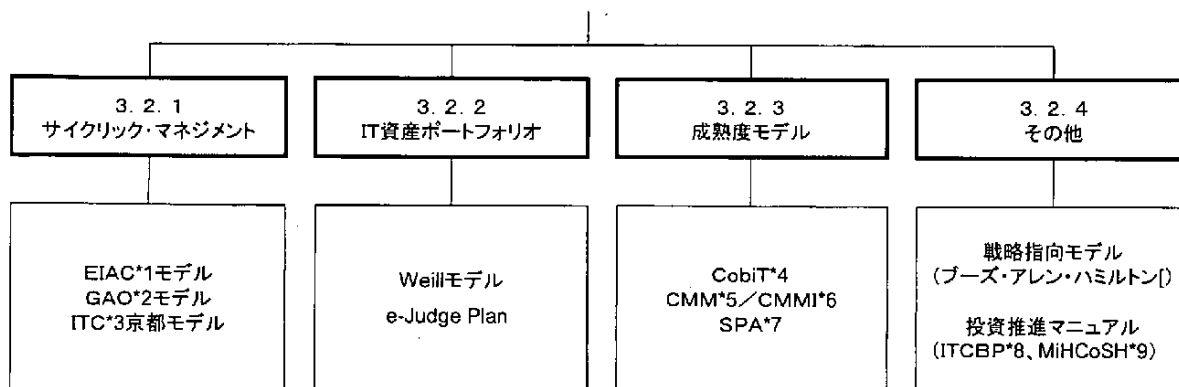 3.2.1
サイクリック・マネジメント
3.2.2
IT資産ポートフォリオ
3.2.3
成熟度モデル
3.2.4
その他
EIAC*1モデル
GAO*2モデル
ITC*3京都モデル
Weillモデル
e-Judge Plan
CobiT*4
CMM*5／CMMI*6
SPA*7
戦略指向モデル
(ブーズ・アレン・ハミルトン[)
投資推進マニュアル
(ITCBP*8、MiHCoSH*9)